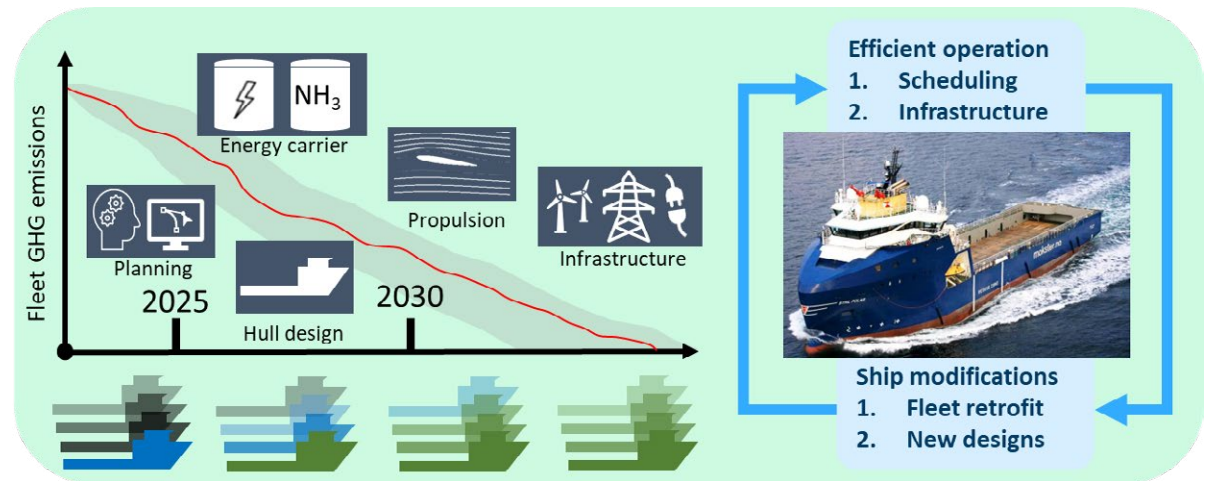 Fleet GHG emissions
NH3
Energy carrier
Planning
Hull design
Propulsion
Infrastructure
2025
2030
Efficient operation
1. Scheduling
2. Infrastructure
Ship modifications
1. Fleet retrofit
2. New designs